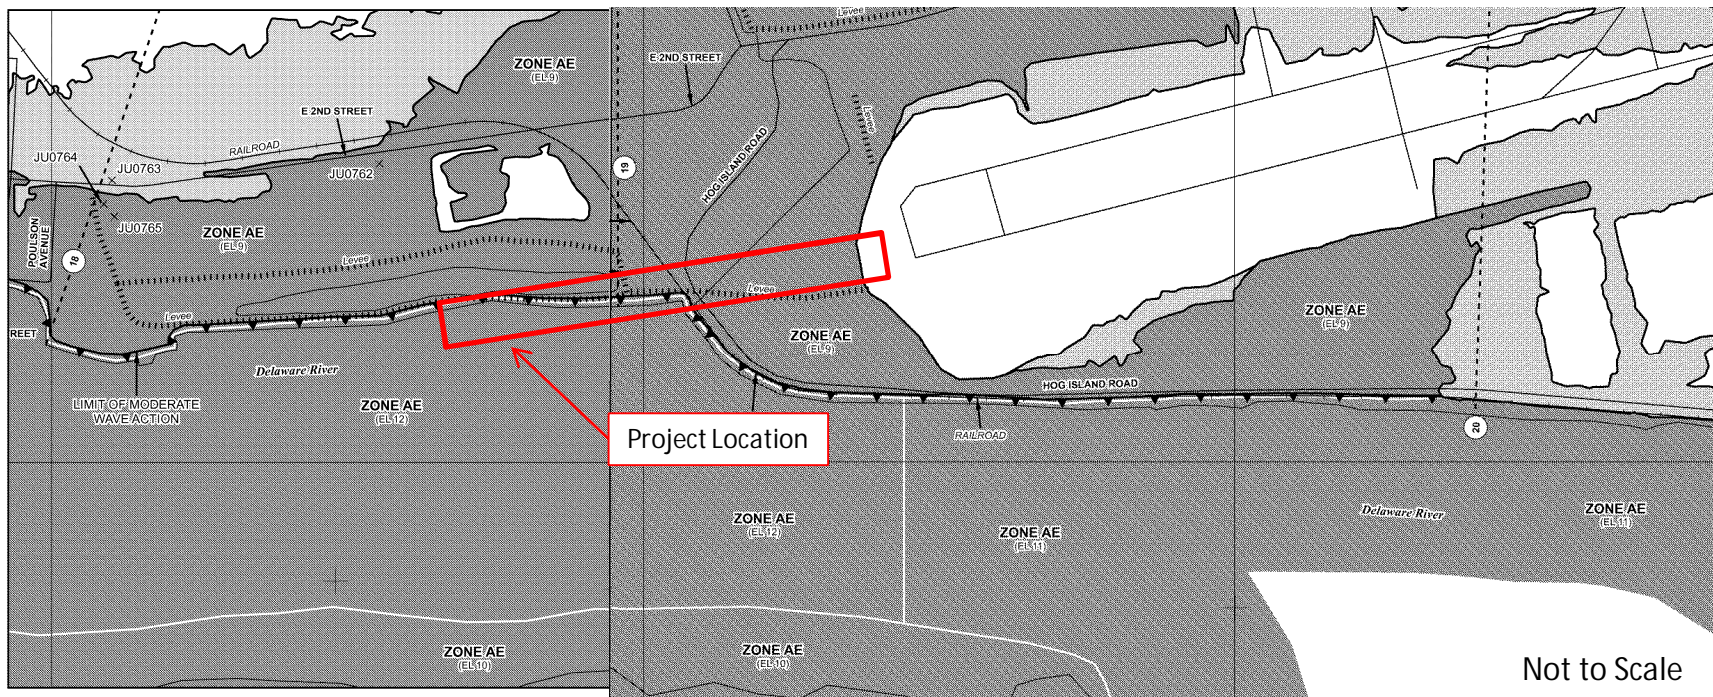 ZONE AE
(EL 9)
E 2ND STREET
RAILROAD
JU0764
JU0763
JU0762
JU0765
POULSON
AVENUE
ZONE AE
(EL 9)
18
Levee
Levee
REET
LIMIT OF MODERATE
WAVE ACTION
Delaware River
ZONE AE
(EL 12)
ZONE AE
(EL 10)
Levee
E 2ND STREET
19
HOG ISLAND ROAD
Levee
Levee
ZONE AE
(EL 9)
Project Location
HOG ISLAND ROAD
RAILROAD
ZONE AE
(EL 9)
20
ZONE AE
(EL 12)
ZONE AE
(EL 11)
Delaware River
ZONE AE
(EL 11)
ZONE AE
(EL 10)
Not to Scale